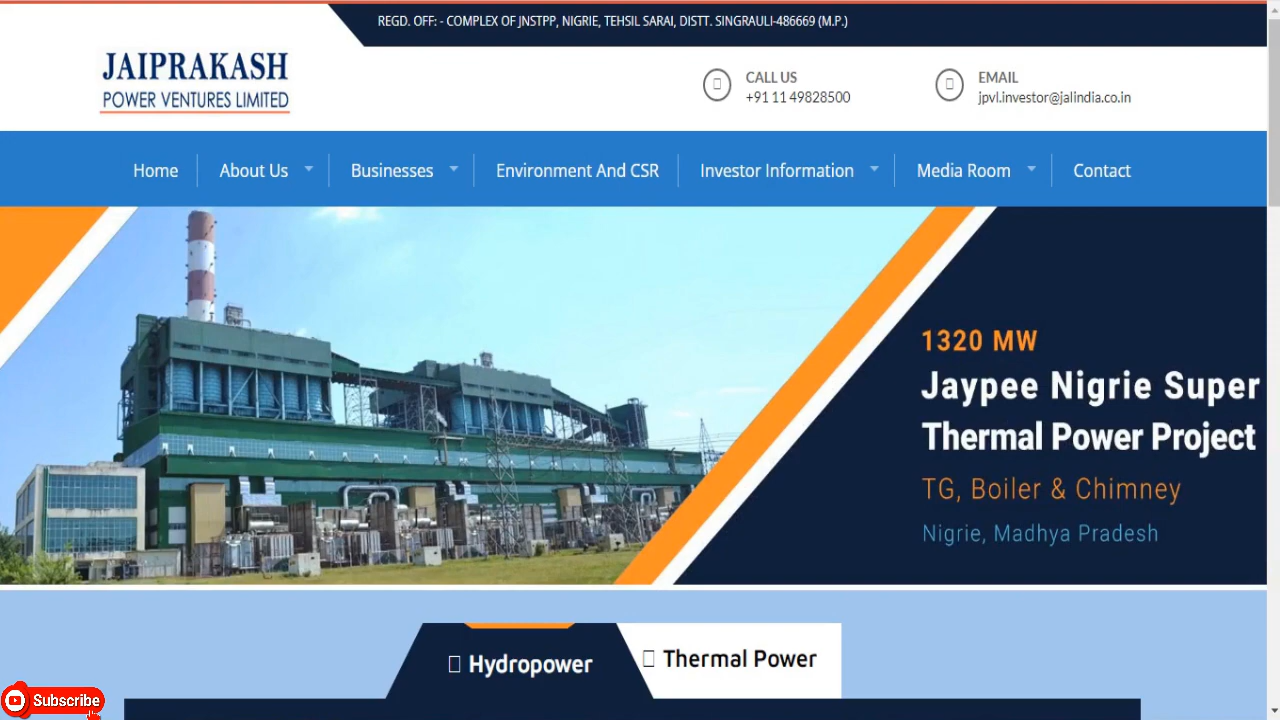 REGD. OFF: - COMPLEX OF JNSTPP, NIGRIE, TEHSIL SARAI, DISTT. SINGRAULI-486669 (M.P.)
JAIPRAKASH
POWER VENTURES LIMITED
CALL US
+91 11 49828500
EMAIL
jpvl.investor@jalindia.co.in
Home About Us Businesses Environment And CSR Investor Information Media Room Contact
1320 MW
Jaypee Nigrie Super
Thermal Power Project
TG, Boiler & Chimney
Nigrie, Madhya Pradesh
Hydropower
Thermal Power
Subscribe